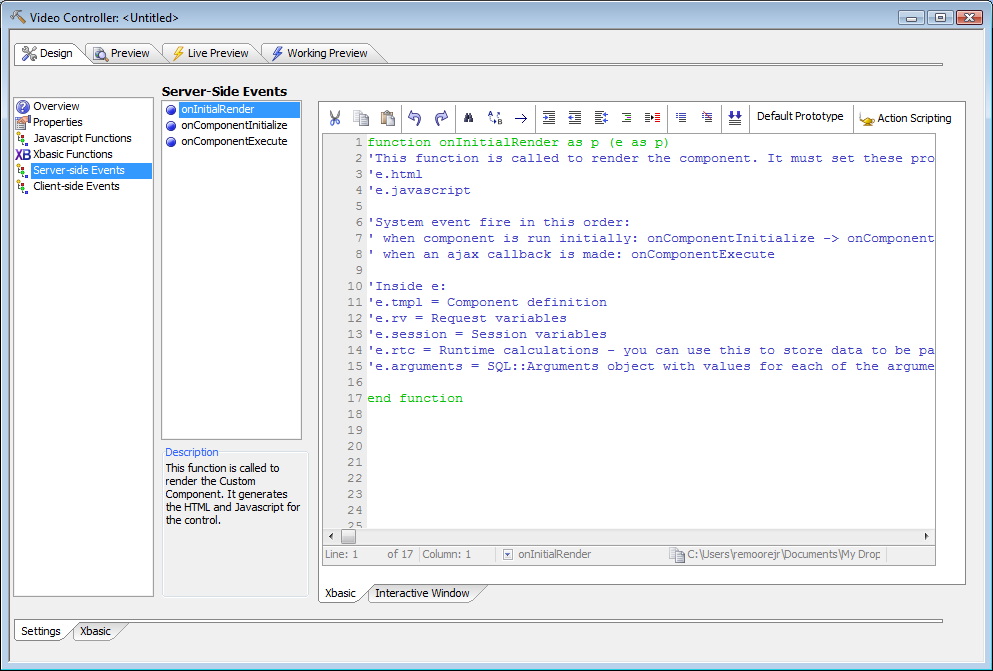 Video Controller: <Untitled>
Design
Preview
Live Preview
Working Preview
Overview
Properties
Javascript Functions
Xbasic Functions
Server-side Events
Client-side Events
Server-Side Events
onInitialRender
onComponentInitialize
onComponentExecute
Description
This function is called to
render the Custom
Component. It generates
the HTML and Javascript for
the control.
Default Prototype
Action Scripting
1 function onInitialRender as p (e as p)
2 'This function is called to render the component. It must set these pro
3 'e.html
4 'e.javascript
5
6 'System event fire in this order:
7 ' when component is run initially: onComponentInitialize -> onComponent
8 ' when an ajax callback is made: onComponentExecute
9
10 'Inside e:
11 'e.tmpl = Component definition
12 'e.rv = Request variables
13 'e.session = Session variables
14 'e.rtc = Runtime calculations - you can use this to store data to be pa
15 'e.arguments = SQL::Arguments object with values for each of the argume
16
17 end function
18
19
20
21
22
23
24
25
Line: 1 of 17 Column: 1 onInitialRender C:\Users\remoorejr\Documents\My Drop
Xbasic
Interactive Window
Settings
Xbasic